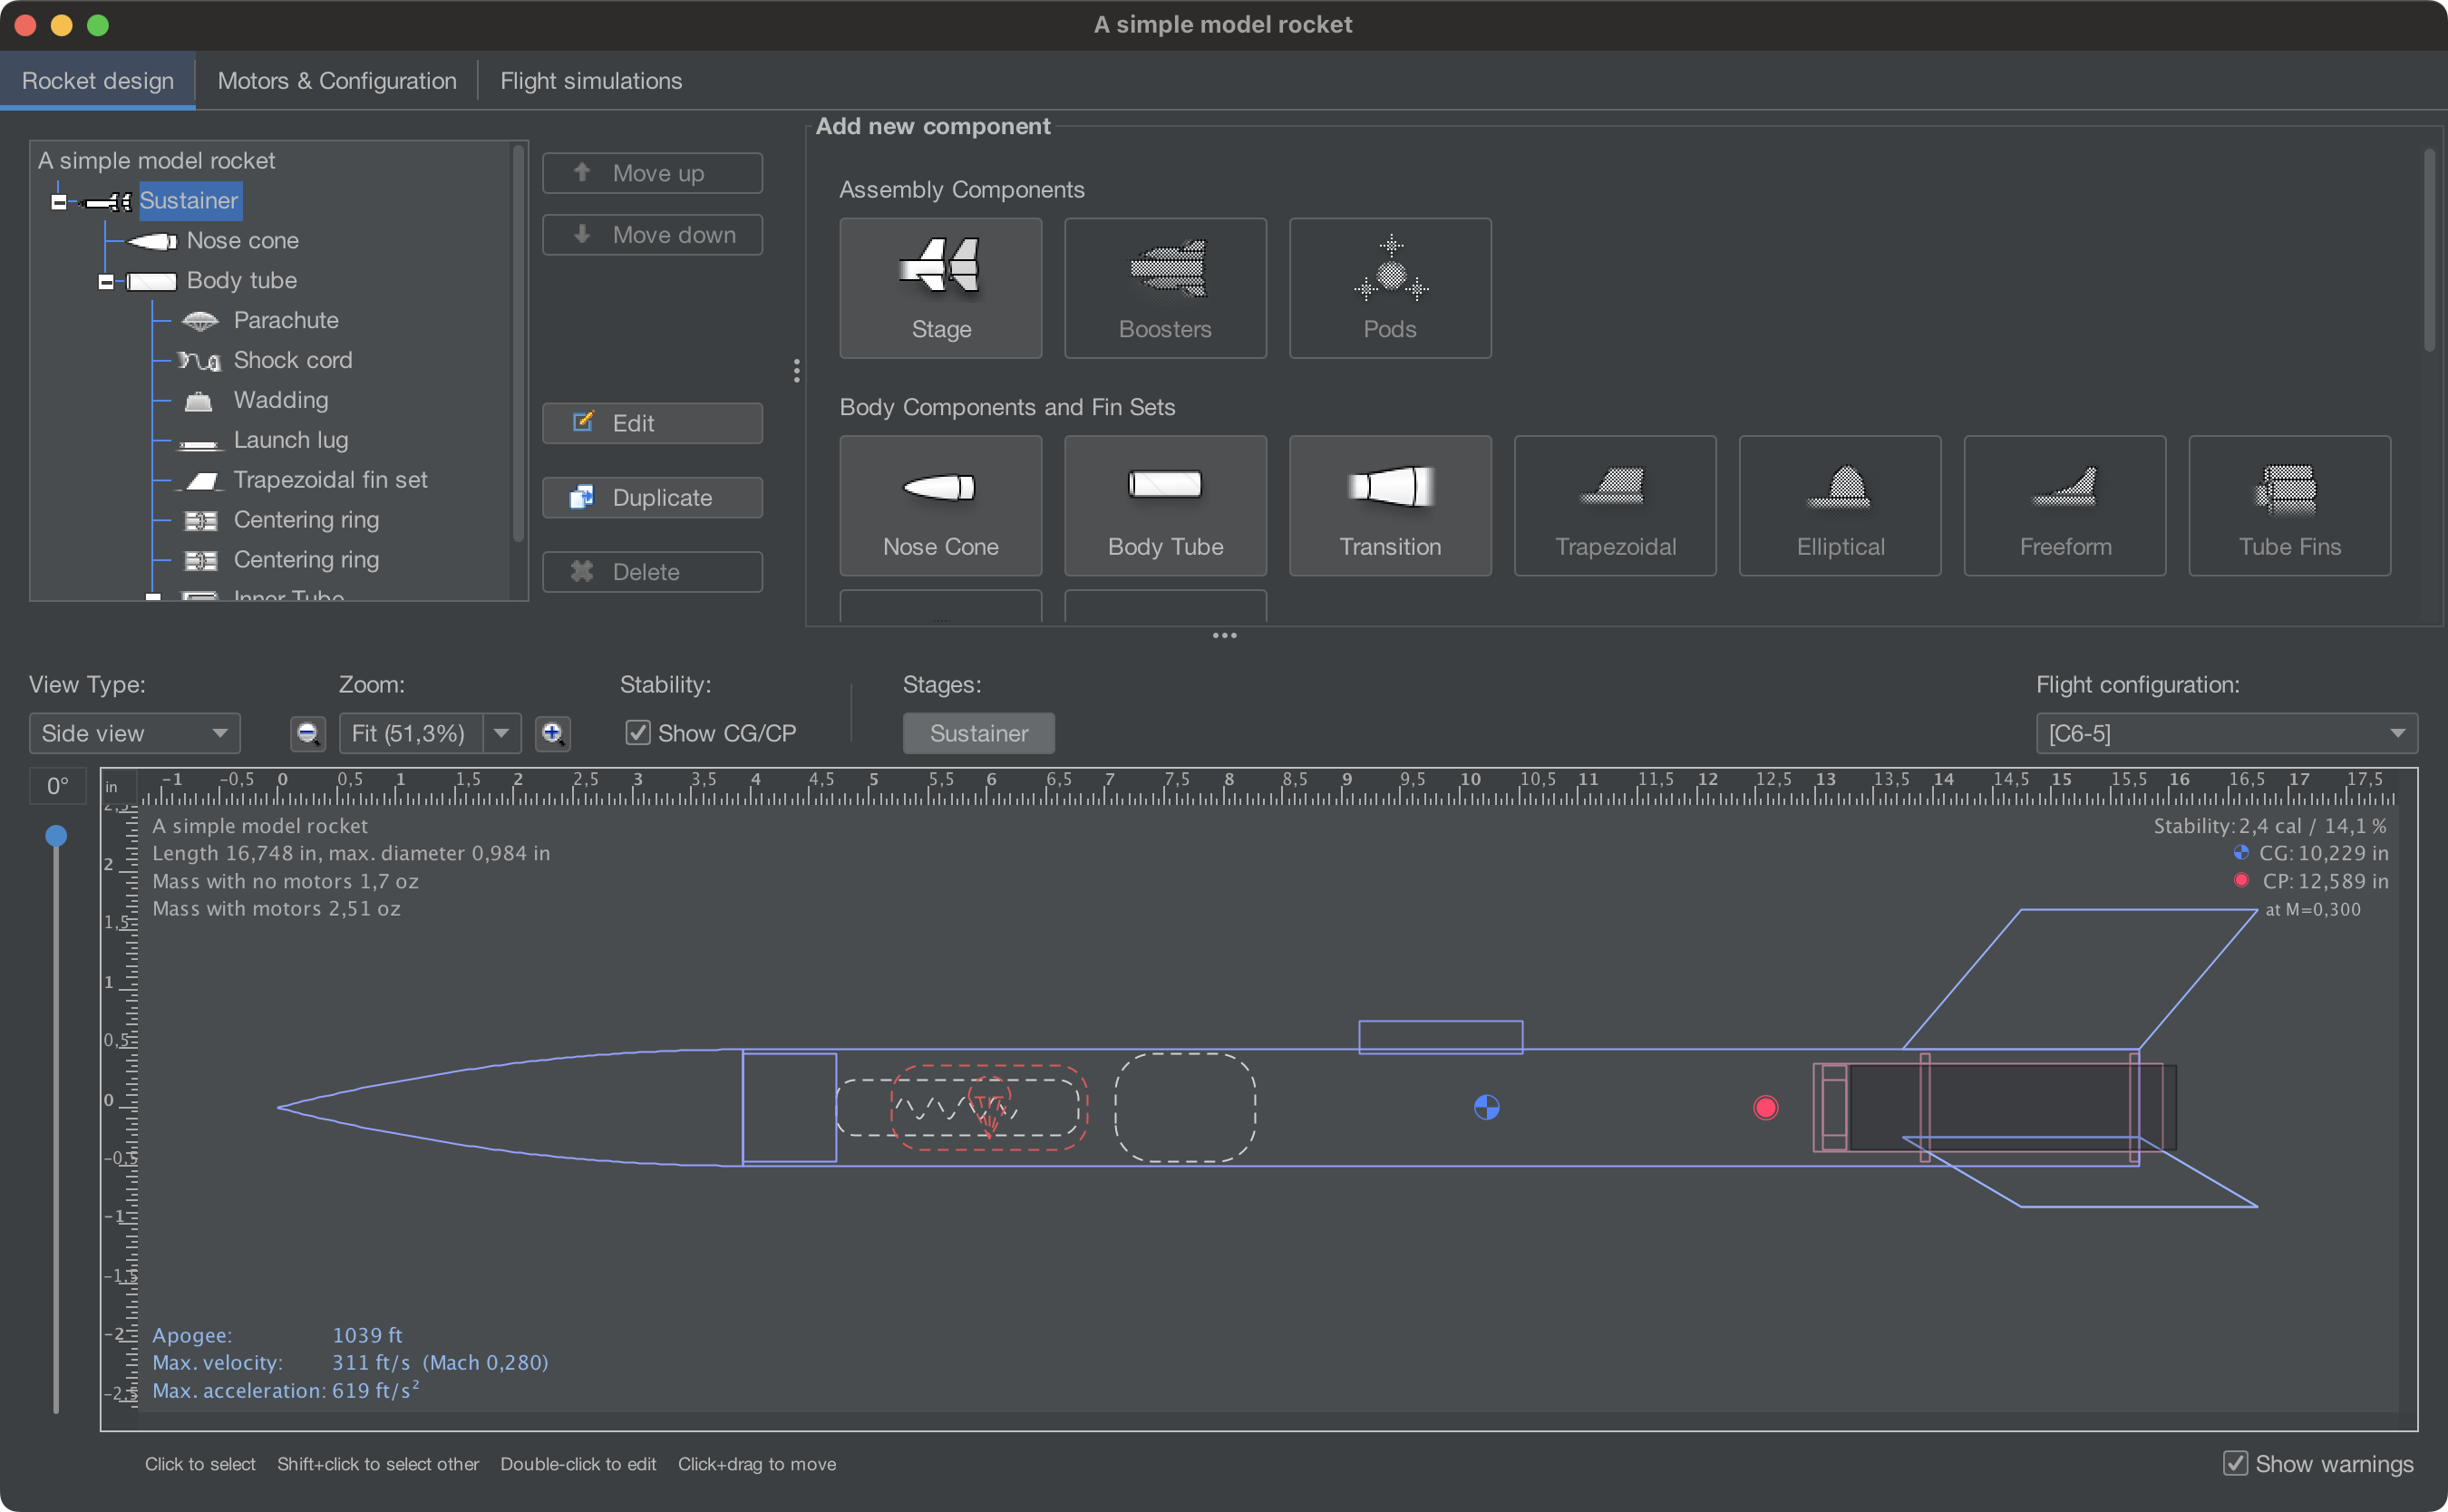 A simple model rocket
Rocket design
Motors & Configuration
Flight simulations
A simple model rocket
Sustainer
Nose cone
Body tube
Parachute
Shock cord
Wadding
Launch lug
Trapezoidal fin set
Centering ring
Centering ring
Inner Tube
Move up
Move down
Edit
Duplicate
Delete
Add new component
Assembly Components
Stage
Boosters
Pods
Body Components and Fin Sets
Nose Cone
Body Tube
Transition
Trapezoidal
Elliptical
Freeform
Tube Fins
View Type:
Side view
Zoom:
Fit (51,3%)
Stability:
Show CG/CP
Stages:
Sustainer
Flight configuration:
[C6-5]
0°
in
-1 -0,5 0 0,5 1 1,5 2 2,5 3 3,5 4 4,5 5 5,5 6 6,5 7 7,5 8 8,5 9 9,5 10 10,5 11 11,5 12 12,5 13 13,5 14 14,5 15 15,5 16 16,5 17 17,5
2,5
2
1,5
1
0,5
0
-0,5
-1
-1,5
-2
-2,5
A simple model rocket
Length 16,748 in, max. diameter 0,984 in
Mass with no motors 1,7 oz
Mass with motors 2,51 oz
Stability: 2,4 cal / 14,1 %
CG: 10,229 in
CP: 12,589 in
at M=0,300
Apogee: 1039 ft
Max. velocity: 311 ft/s (Mach 0,280)
Max. acceleration: 619 ft/s²
Click to select
Shift+click to select other
Double-click to edit
Click+drag to move
Show warnings